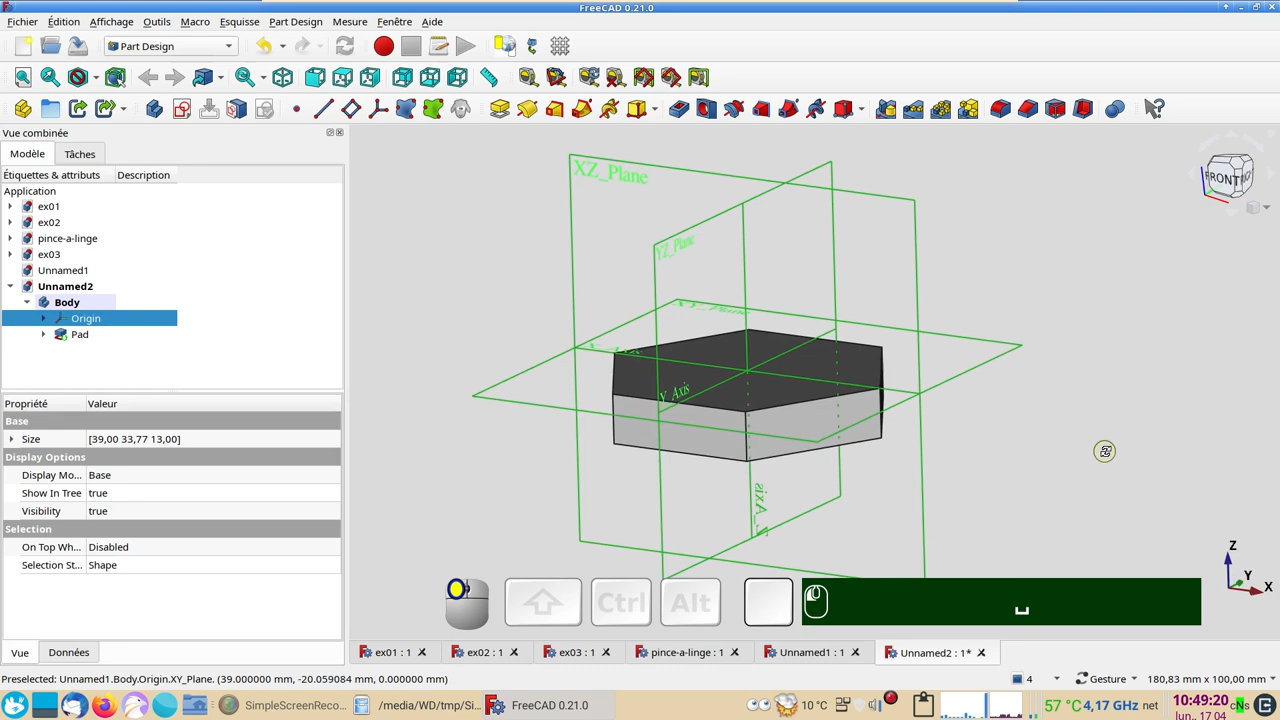 FreeCAD 0.21.0
Fichier Édition Affichage Outils Macro Esquisse Part Design Mesure Fenêtre Aide
Part Design
Vue combinée
Modèle Tâches
Étiquettes & attributs Description
Application
ex01
ex02
pince-a-linge
ex03
Unnamed1
Unnamed2
Body
Origin
Pad
Propriété Valeur
Base
Size [39,00 33,77 13,00]
Display Options
Display Mo... Base
Show In Tree true
Visibility true
Selection
On Top Wh... Disabled
Selection St... Shape
Vue Données
XZ_Plane
YZ_Plane
XY_Plane
Y_Axis
Z_Axis
FRONT
Z
Y
X
Ctrl Alt
ex01 : 1 ex02 : 1 ex03 : 1 pince-a-linge : 1 Unnamed1 : 1 Unnamed2 : 1*
Preselected: Unnamed1.Body.Origin.XY_Plane. (39.000000 mm, -20.559084 mm, 0.000000 mm) 4 Gesture 180,83 mm x 100,00 mm
SimpleScreenReco... /media/WD/tmp/Si... FreeCAD 0.21.0 10 °C 57 °C 4,17 GHz net 10:49:20 cNs
lun., 17 04